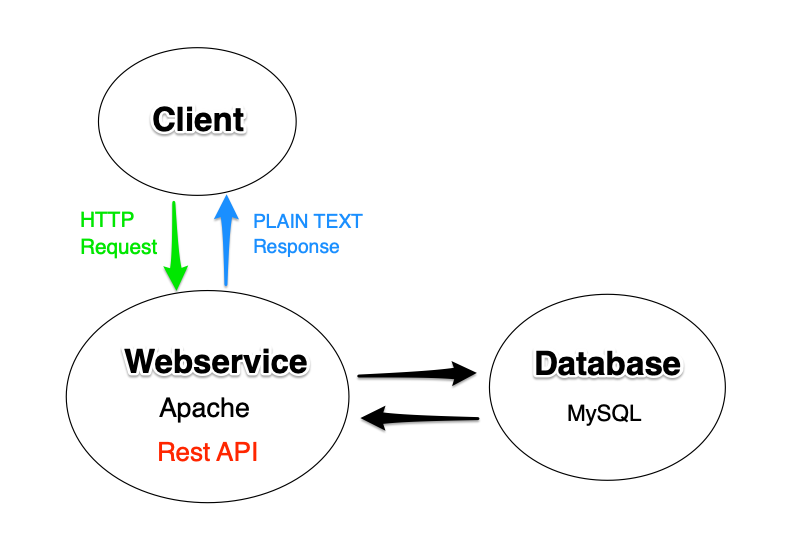 Client
HTTP
Request
PLAIN TEXT
Response
Webservice
Apache
Rest API
Database
MySQL